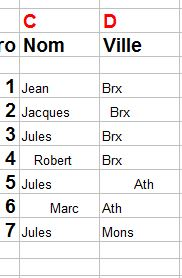 C D
ro Nom Ville
1 Jean Brx
2 Jacques Brx
3 Jules Brx
4 Robert Brx
5 Jules Ath
6 Marc Ath
7 Jules Mons